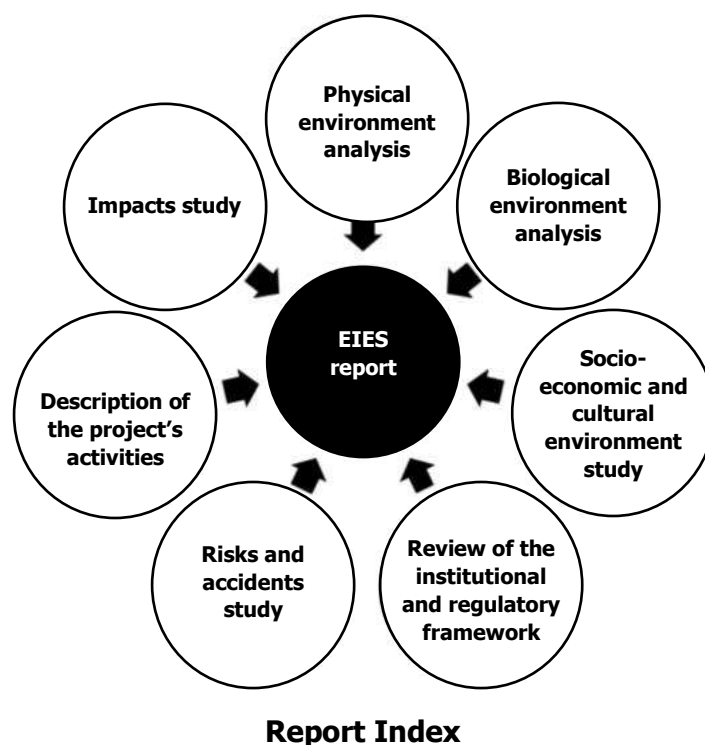 Physical
environment
analysis
Biological
environment
analysis
Socio-
economic and
cultural
environment
study
Review of the
institutional
and regulatory
framework
Risks and
accidents
study
Description of
the project’s
activities
Impacts study
EIES
report
Report Index